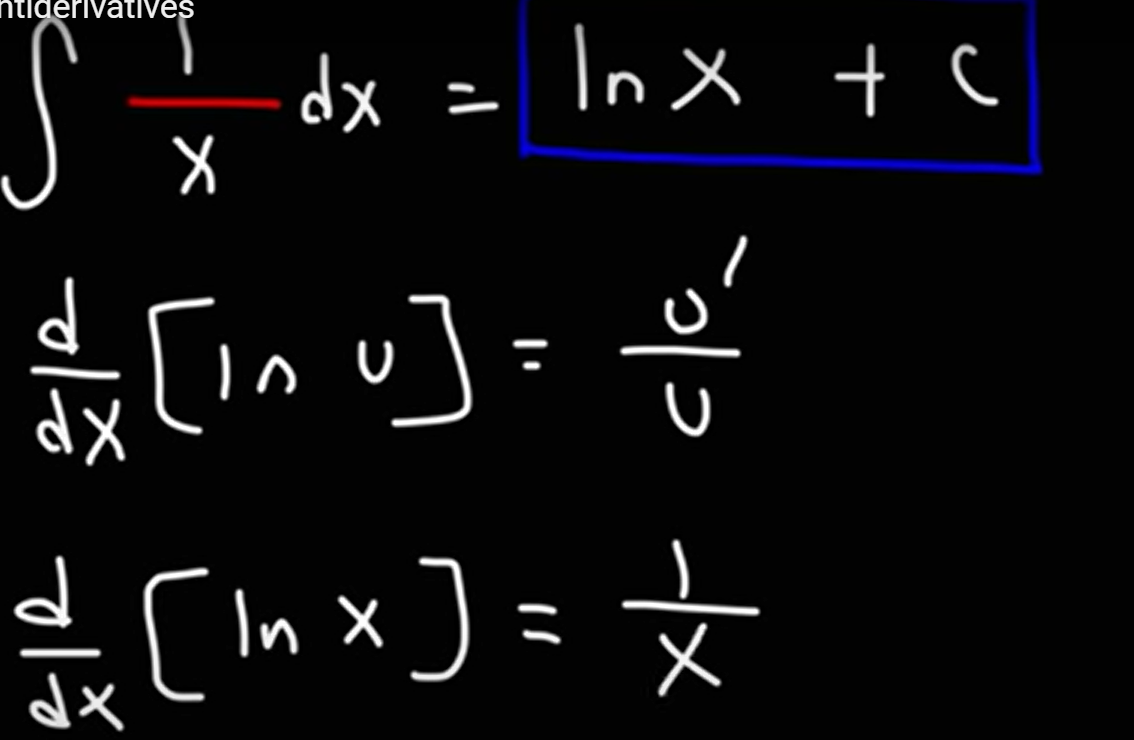 ntiderivatives
∫ 1/x dx = ln x + c
d/dx [ln u] = u'/u
d/dx [ln x] = 1/x